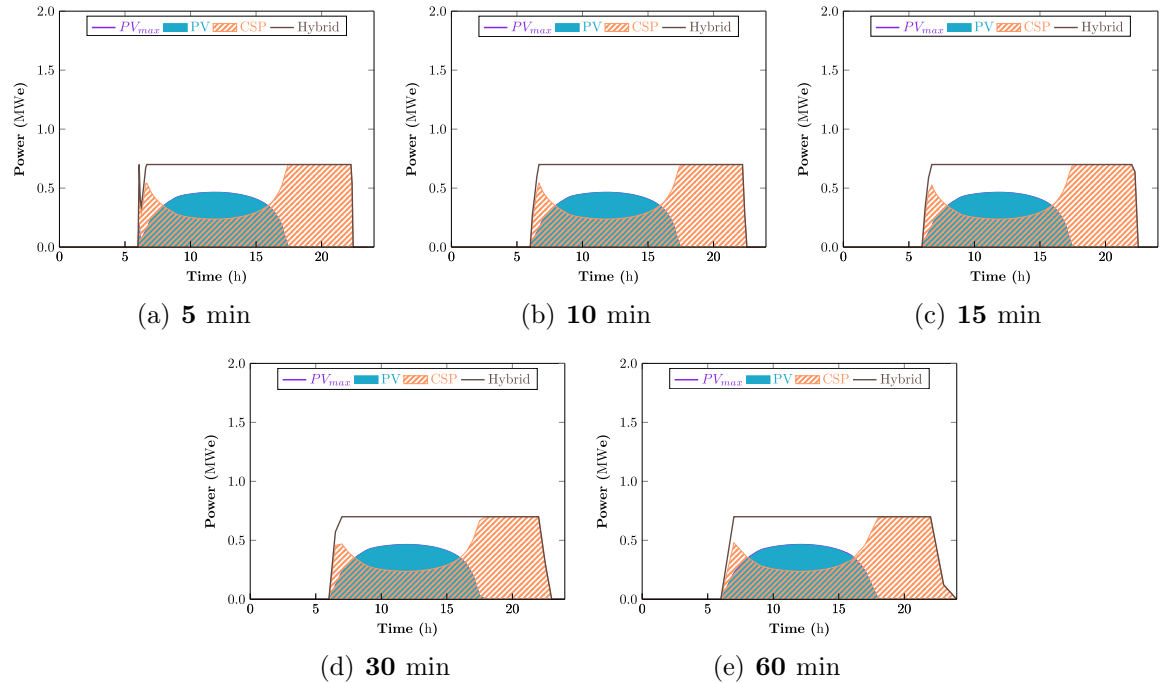 2.0
1.5
1.0
0.5
0.0
0 5 10 15 20
Power (MWe)
Time (h)
PVmax PV CSP Hybrid
(a) 5 min
2.0
1.5
1.0
0.5
0.0
0 5 10 15 20
Power (MWe)
Time (h)
PVmax PV CSP Hybrid
(b) 10 min
2.0
1.5
1.0
0.5
0.0
0 5 10 15 20
Power (MWe)
Time (h)
PVmax PV CSP Hybrid
(c) 15 min
2.0
1.5
1.0
0.5
0.0
0 5 10 15 20
Power (MWe)
Time (h)
PVmax PV CSP Hybrid
(d) 30 min
2.0
1.5
1.0
0.5
0.0
0 5 10 15 20
Power (MWe)
Time (h)
PVmax PV CSP Hybrid
(e) 60 min